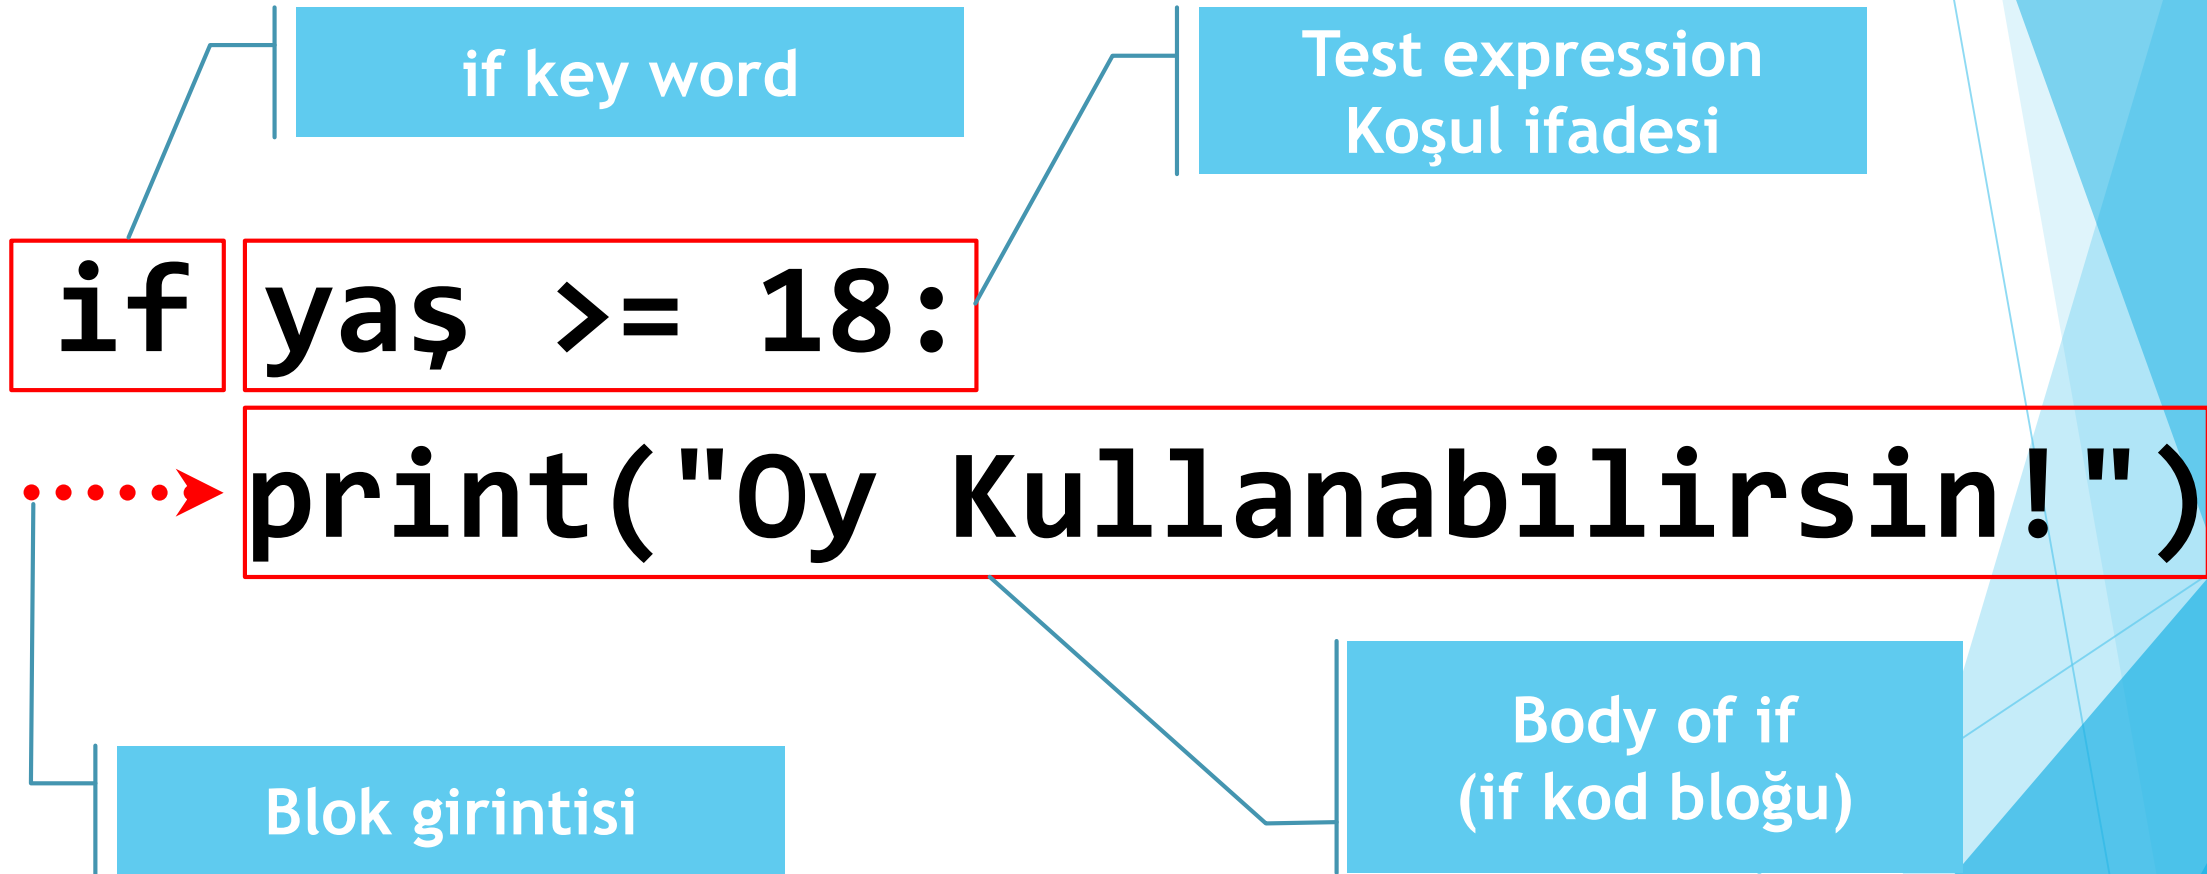 if key word
Test expression
Koşul ifadesi
if yaş >= 18:
print("Oy Kullanabilirsin!")
Body of if
(if kod bloğu)
Blok girintisi